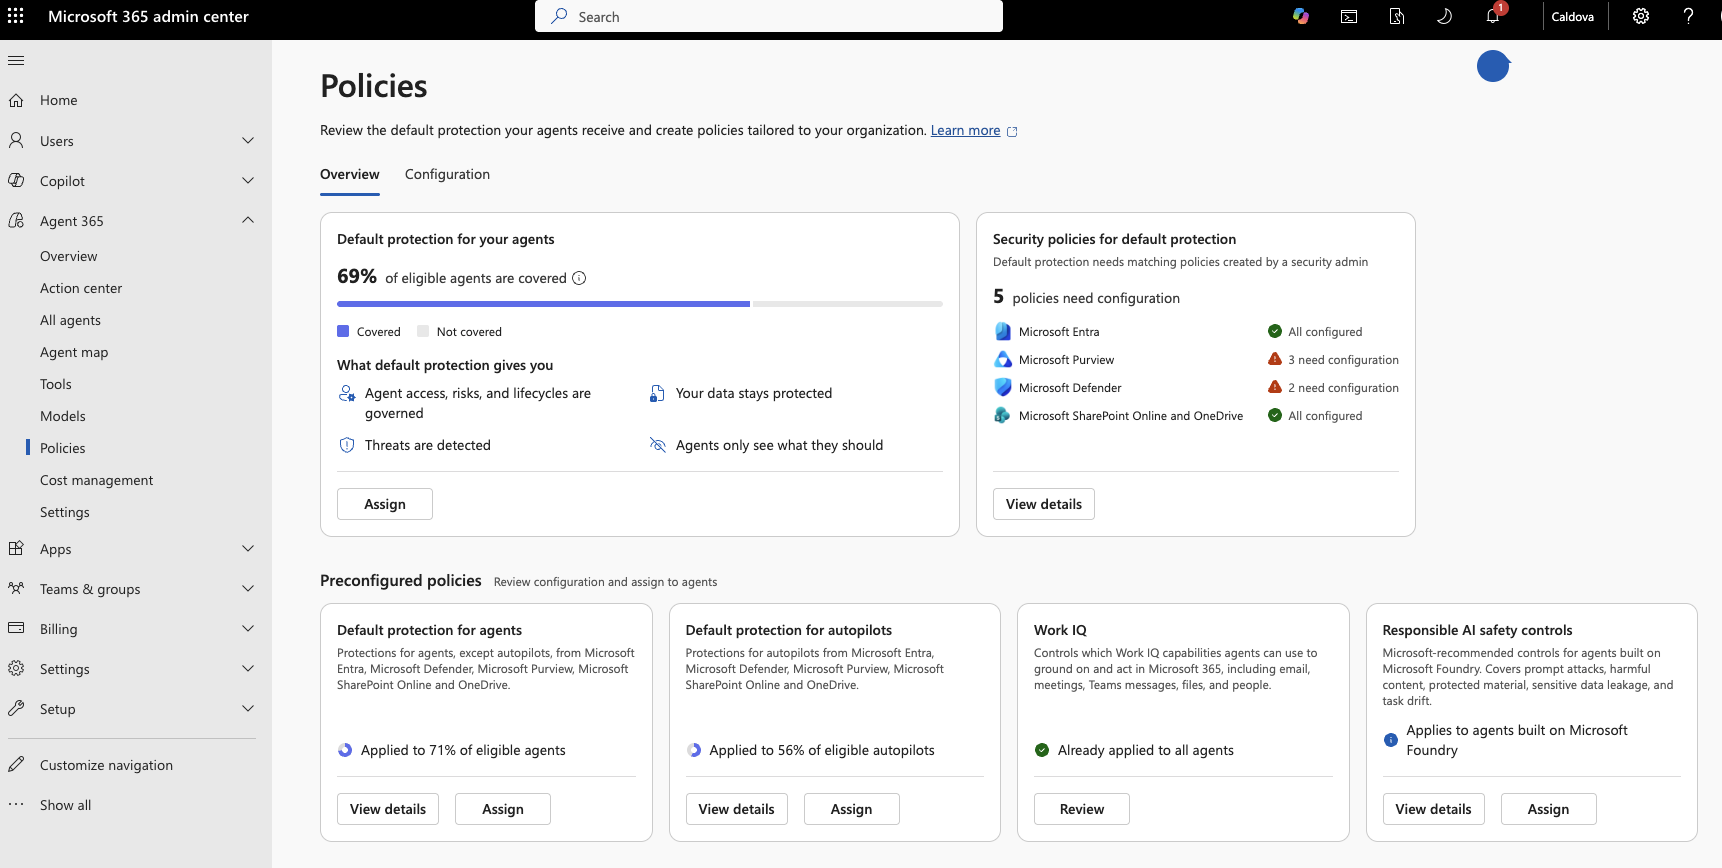 Microsoft 365 admin center
Search
1
Caldova
?
Home
Users
Copilot
Agent 365
Overview
Action center
All agents
Agent map
Tools
Models
Policies
Cost management
Settings
Apps
Teams & groups
Billing
Settings
Setup
Customize navigation
Show all
Policies
Review the default protection your agents receive and create policies tailored to your organization. Learn more
Overview
Configuration
Default protection for your agents
69% of eligible agents are covered
Covered
Not covered
What default protection gives you
Agent access, risks, and lifecycles are
governed
Your data stays protected
Threats are detected
Agents only see what they should
Assign
Security policies for default protection
Default protection needs matching policies created by a security admin
5 policies need configuration
Microsoft Entra
All configured
Microsoft Purview
3 need configuration
Microsoft Defender
2 need configuration
Microsoft SharePoint Online and OneDrive
All configured
View details
Preconfigured policies
Review configuration and assign to agents
Default protection for agents
Protections for agents, except autopilots, from Microsoft
Entra, Microsoft Defender, Microsoft Purview, Microsoft
SharePoint Online and OneDrive.
Applied to 71% of eligible agents
View details
Assign
Default protection for autopilots
Protections for autopilots from Microsoft Entra,
Microsoft Defender, Microsoft Purview, Microsoft
SharePoint Online and OneDrive.
Applied to 56% of eligible autopilots
View details
Assign
Work IQ
Controls which Work IQ capabilities agents can use to
ground on and act in Microsoft 365, including email,
meetings, Teams messages, files, and people.
Already applied to all agents
Review
Responsible AI safety controls
Microsoft-recommended controls for agents built on
Microsoft Foundry. Covers prompt attacks, harmful
content, protected material, sensitive data leakage, and
task drift.
Applies to agents built on Microsoft
Foundry
View details
Assign